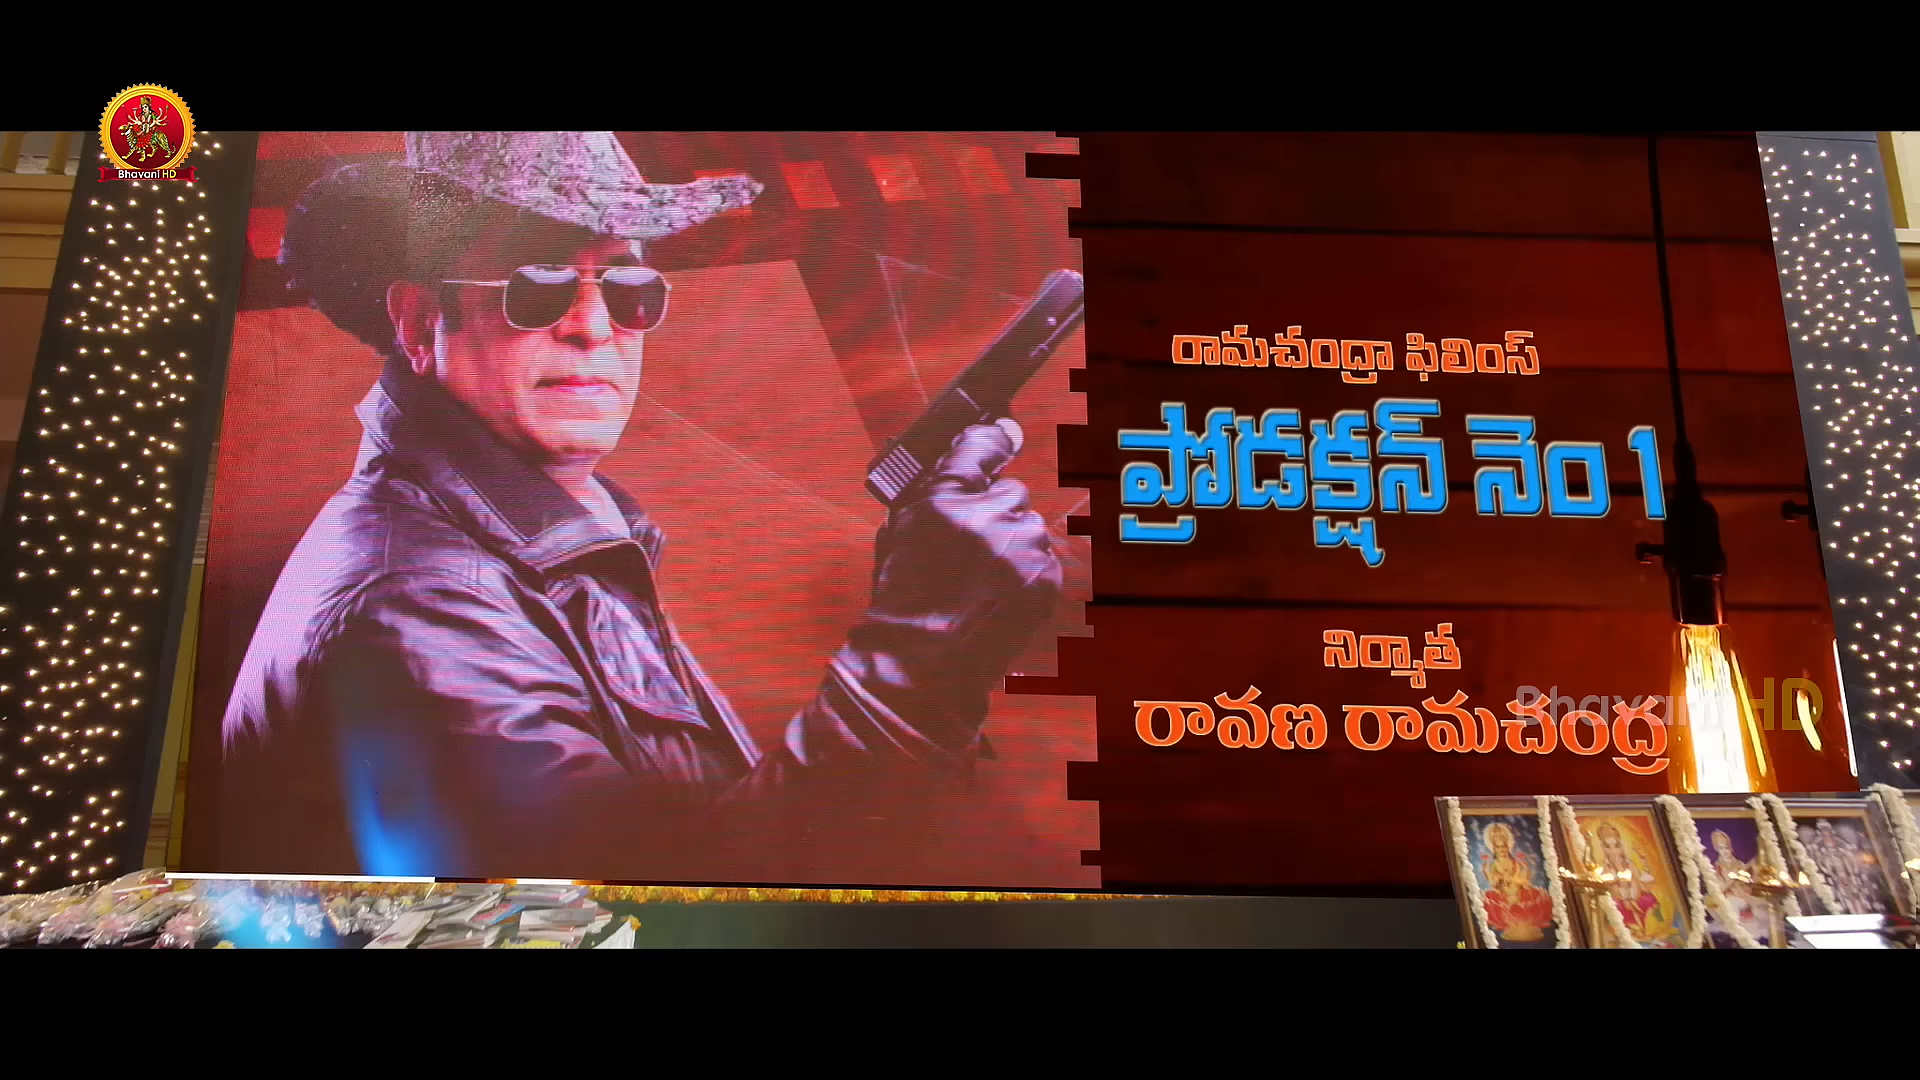 Bhavani HD
రామచంద్రా ఫిలింస్
ప్రోడక్షన్ నెం 1
నిర్మాత
రావణ రామచంద్ర
Bhavani HD